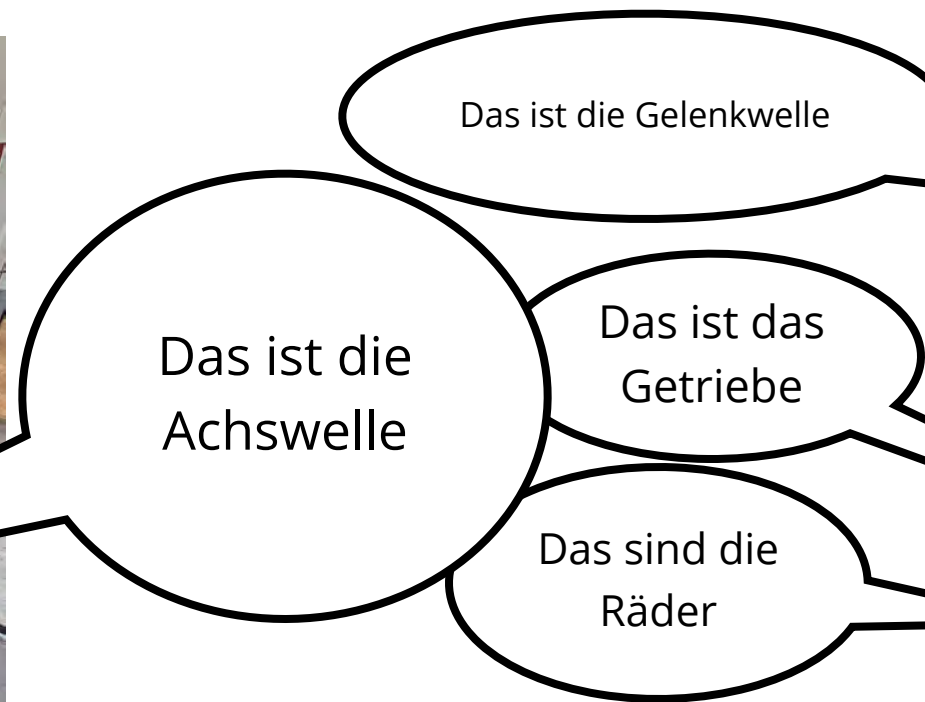 Das ist die Gelenkwelle
Das ist die
Achswelle
Das ist das
Getriebe
Das sind die
Räder